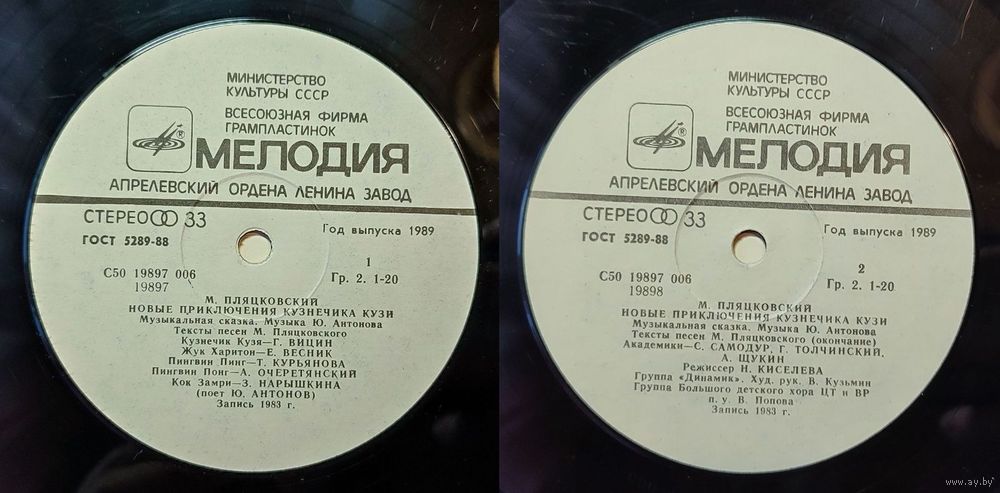 МИНИСТЕРСТВО
КУЛЬТУРЫ СССР
ВСЕСОЮЗНАЯ ФИРМА
ГРАМПЛАСТИНОК
®
МЕЛОДИЯ
АПРЕЛЕВСКИЙ ОРДЕНА ЛЕНИНА ЗАВОД
СТЕРЕО 33
ГОСТ 5289-88
Год выпуска 1989
1
С50 19897 006
Гр. 2. 1-20
19897
М. ПЛЯЦКОВСКИЙ
НОВЫЕ ПРИКЛЮЧЕНИЯ КУЗНЕЧИКА КУЗИ
Музыкальная сказка. Музыка Ю. Антонова
Тексты песен М. Пляцковского
Кузнечик Кузя—Г. ВИЦИН
Жук Харитон—Е. ВЕСНИК
Пингвин Пинг—Т. КУРЬЯНОВА
Пингвин Понг—А. ОЧЕРЕТЯНСКИЙ
Кок Замри—З. НАРЫШКИНА
(поет Ю. АНТОНОВ)
Запись 1983 г.
МИНИСТЕРСТВО
КУЛЬТУРЫ СССР
ВСЕСОЮЗНАЯ ФИРМА
ГРАМПЛАСТИНОК
®
МЕЛОДИЯ
АПРЕЛЕВСКИЙ ОРДЕНА ЛЕНИНА ЗАВОД
СТЕРЕО 33
ГОСТ 5289-88
Год выпуска 1989
2
С50 19897 006
Гр. 2. 1-20
19898
М. ПЛЯЦКОВСКИЙ
НОВЫЕ ПРИКЛЮЧЕНИЯ КУЗНЕЧИКА КУЗИ
Музыкальная сказка. Музыка Ю. Антонова
Тексты песен М. Пляцковского (окончание)
Академики—С. САМОДУР, Г. ТОЛЧИНСКИЙ,
А. ЩУКИН
Режиссер Н. КИСЕЛЕВА
Группа «Динамик». Худ. рук. В. Кузьмин
Группа Большого детского хора ЦТ и ВР
п. у. В. Попова
Запись 1983 г.
www.ay.by